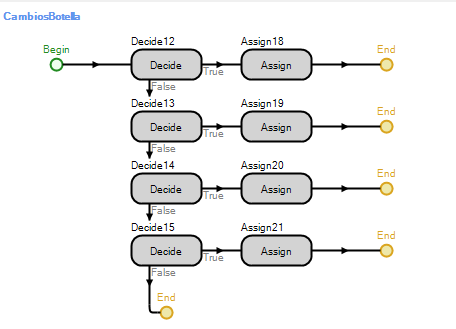 CambiosBotella
Begin
Decide12
Decide
True
False
Assign18
Assign
End
Decide13
Decide
True
False
Assign19
Assign
End
Decide14
Decide
True
False
Assign20
Assign
End
Decide15
Decide
True
False
Assign21
Assign
End
End